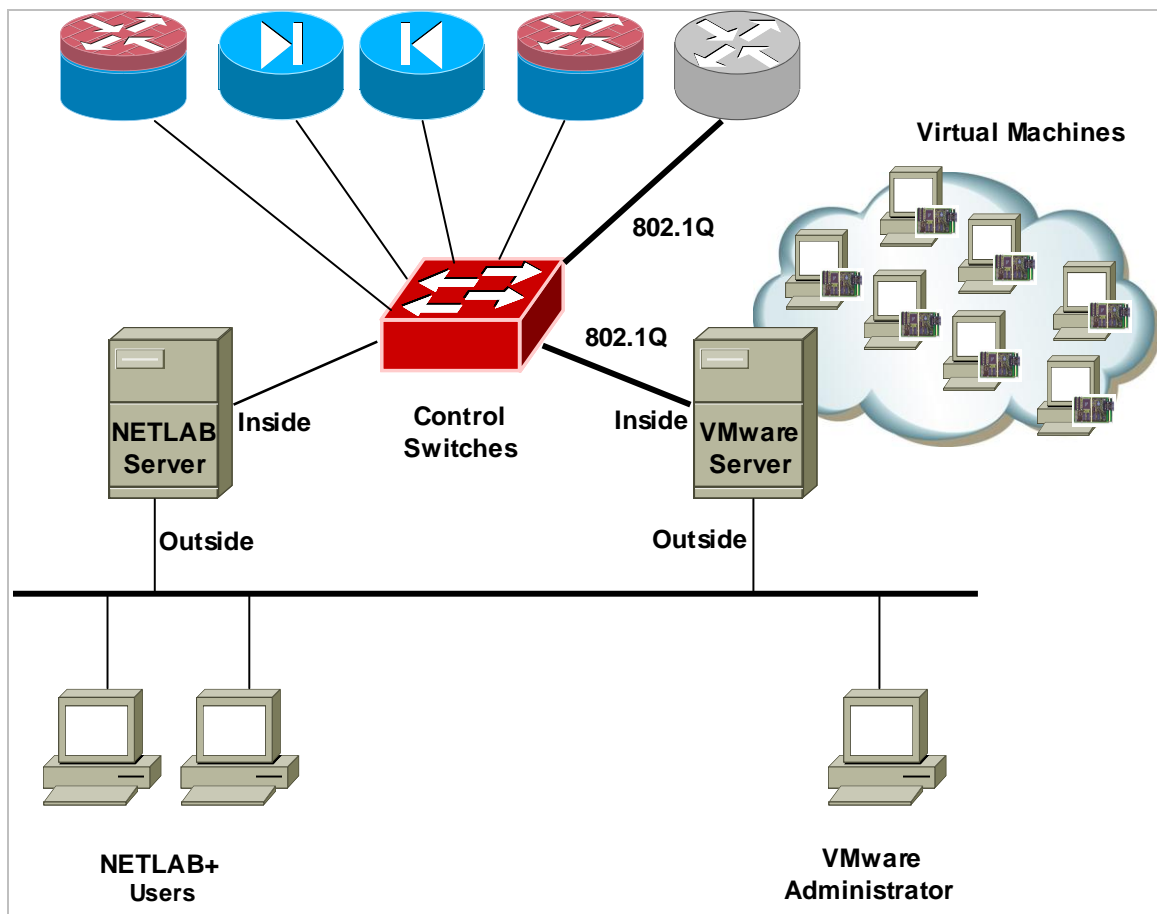 Virtual Machines
802.1Q
802.1Q
NETLAB
Server
Inside
Control
Switches
Inside
VMware
Server
Outside
Outside
NETLAB+
Users
VMware
Administrator